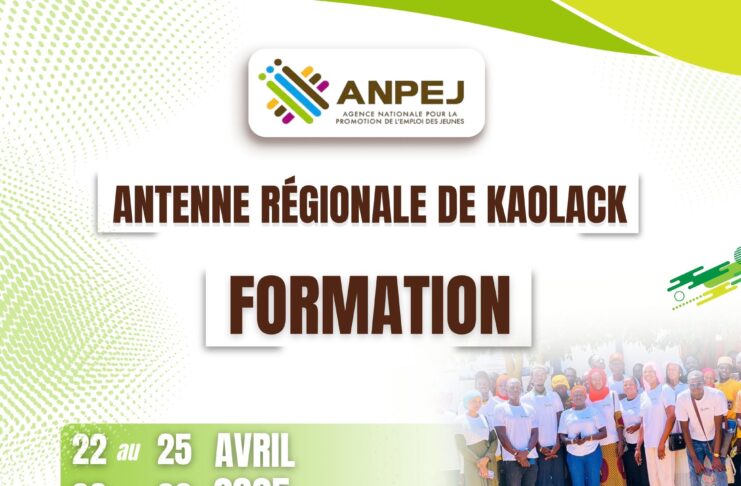 ANPEJ
AGENCE NATIONALE POUR LA
PROMOTION DE L'EMPLOI DES JEUNES
ANTENNE RÉGIONALE DE KAOLACK
FORMATION
22 au 25 AVRIL